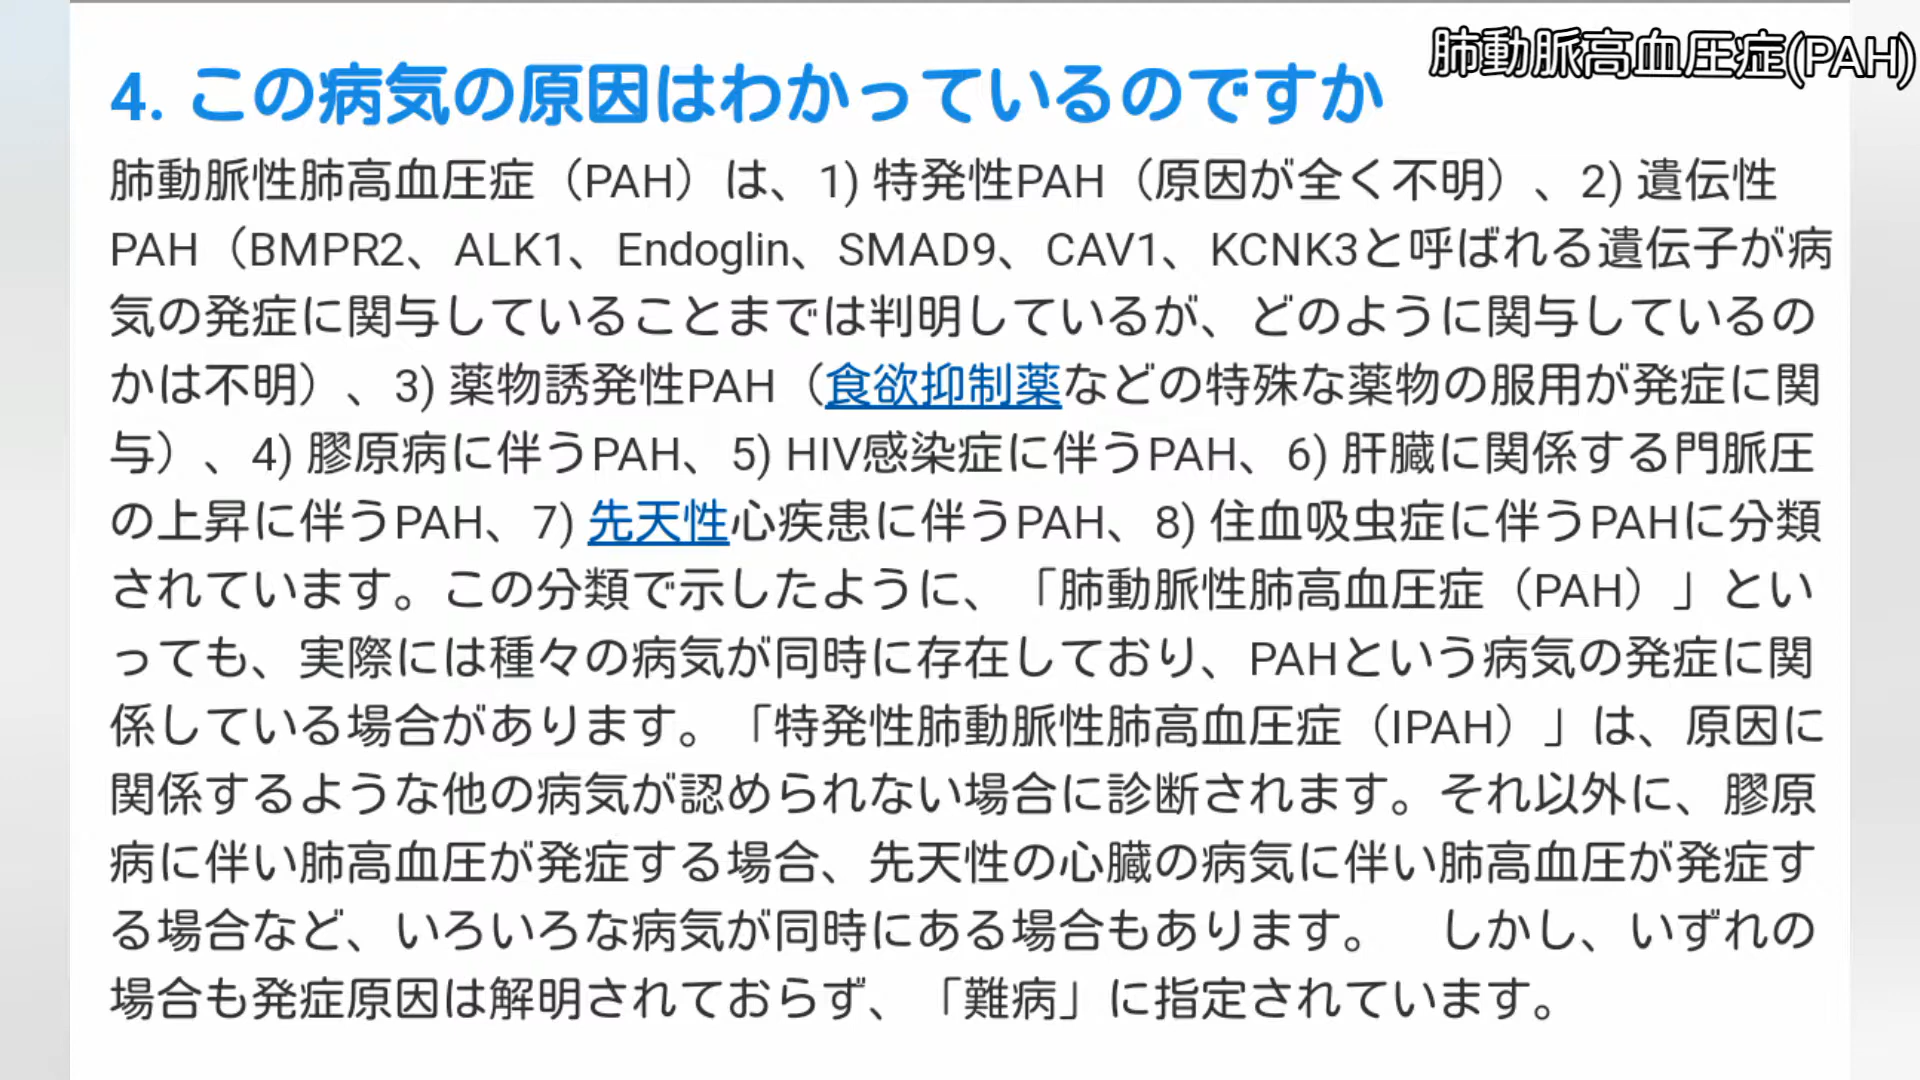 肺動脈高血圧症(PAH)
4. この病気の原因はわかっているのですか
肺動脈性肺高血圧症（PAH）は、1) 特発性PAH（原因が全く不明）、2) 遺伝性
PAH（BMPR2、ALK1、Endoglin、SMAD9、CAV1、KCNK3と呼ばれる遺伝子が病
気の発症に関与していることまでは判明しているが、どのように関与しているの
かは不明）、3) 薬物誘発性PAH（食欲抑制薬などの特殊な薬物の服用が発症に関
与）、4) 膠原病に伴うPAH、5) HIV感染症に伴うPAH、6) 肝臓に関係する門脈圧
の上昇に伴うPAH、7) 先天性心疾患に伴うPAH、8) 住血吸虫症に伴うPAHに分類
されています。この分類で示したように、「肺動脈性肺高血圧症（PAH）」とい
っても、実際には種々の病気が同時に存在しており、PAHという病気の発症に関
係している場合があります。「特発性肺動脈性肺高血圧症（IPAH）」は、原因に
関係するような他の病気が認められない場合に診断されます。それ以外に、膠原
病に伴い肺高血圧が発症する場合、先天性の心臓の病気に伴い肺高血圧が発症す
る場合など、いろいろな病気が同時にある場合もあります。　しかし、いずれの
場合も発症原因は解明されておらず、「難病」に指定されています。